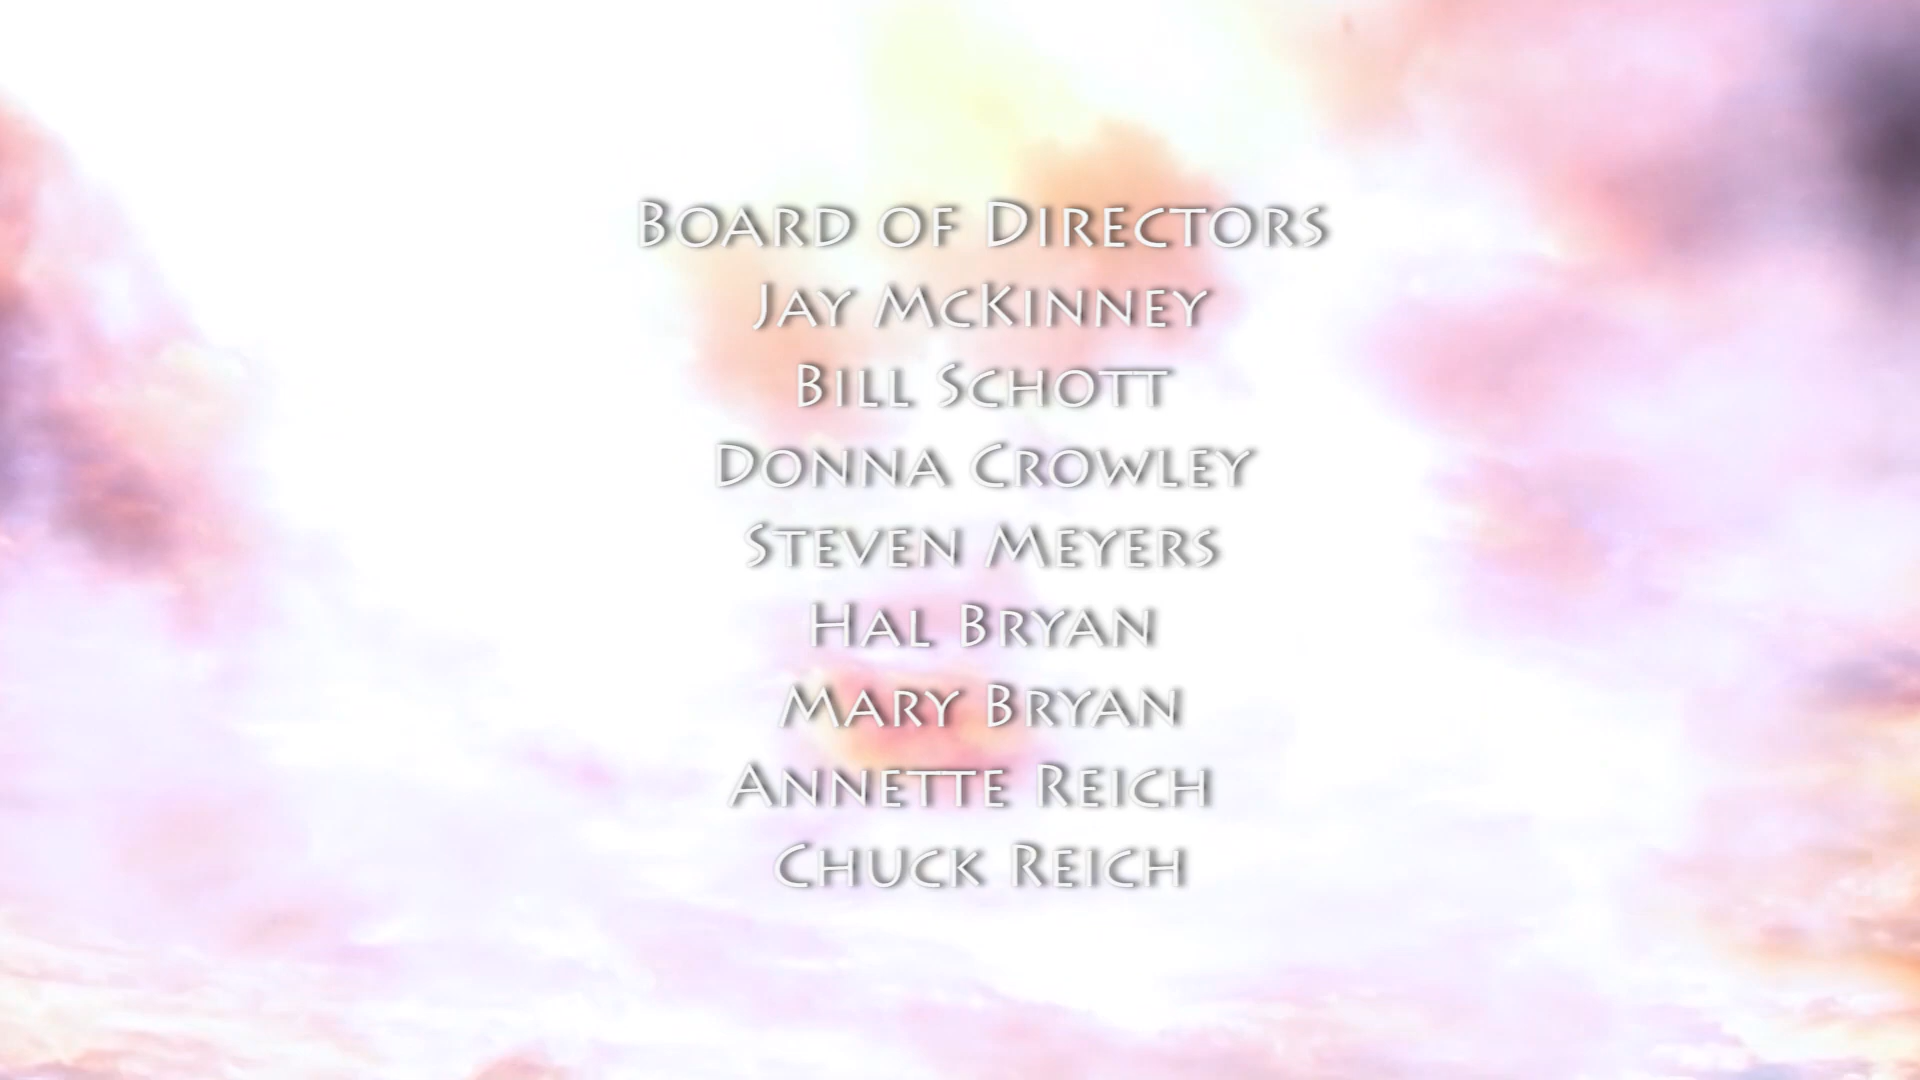 Board of Directors
Jay McKinney
Bill Schott
Donna Crowley
Steven Meyers
Hal Bryan
Mary Bryan
Annette Reich
Chuck Reich